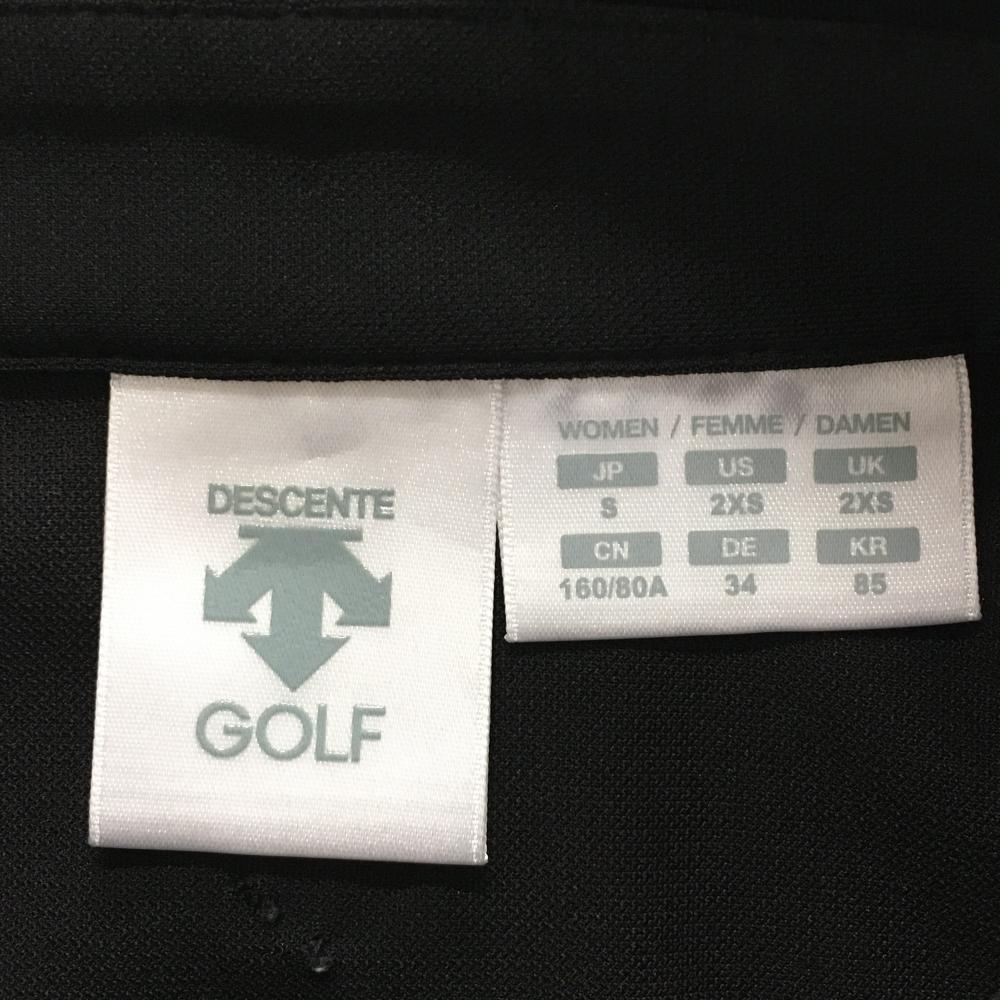 DESCENTE
GOLF
WOMEN / FEMME / DAMEN
JP US UK
S 2XS 2XS
CN DE KR
160/80A 34 85